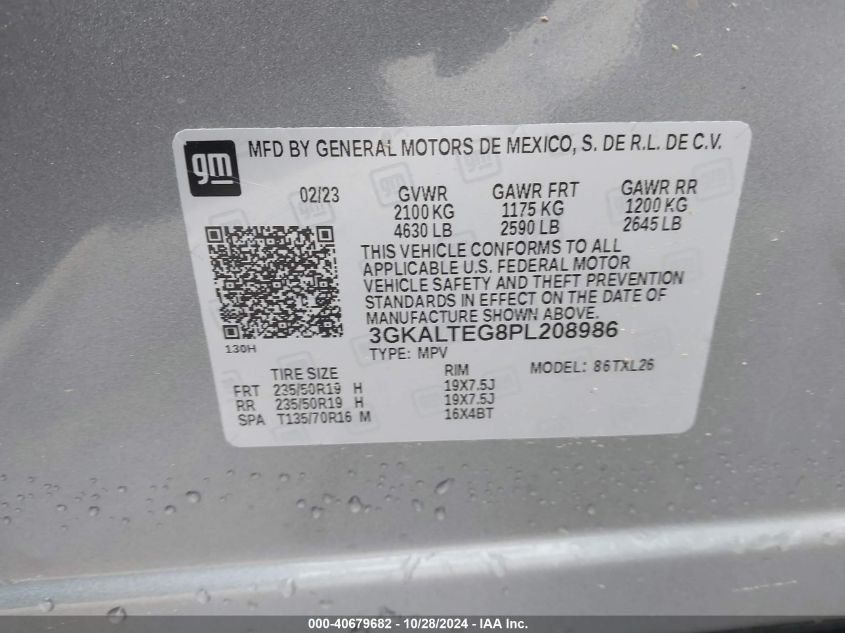 gm
MFD BY GENERAL MOTORS DE MEXICO, S. DE R.L. DE C.V.
02/23 GVWR GAWR FRT GAWR RR
2100 KG 1175 KG 1200 KG
4630 LB 2590 LB 2645 LB
THIS VEHICLE CONFORMS TO ALL
APPLICABLE U.S. FEDERAL MOTOR
VEHICLE SAFETY AND THEFT PREVENTION
STANDARDS IN EFFECT ON THE DATE OF
MANUFACTURE SHOWN ABOVE.
3GKALTEG8PL208986
130H
TYPE: MPV
TIRE SIZE RIM MODEL: 86TXL26
FRT 235/50R19 H 19X7.5J
RR 235/50R19 H 19X7.5J
SPA T135/70R16 M 16X4BT
000-40679682 - 10/28/2024 - IAA Inc.